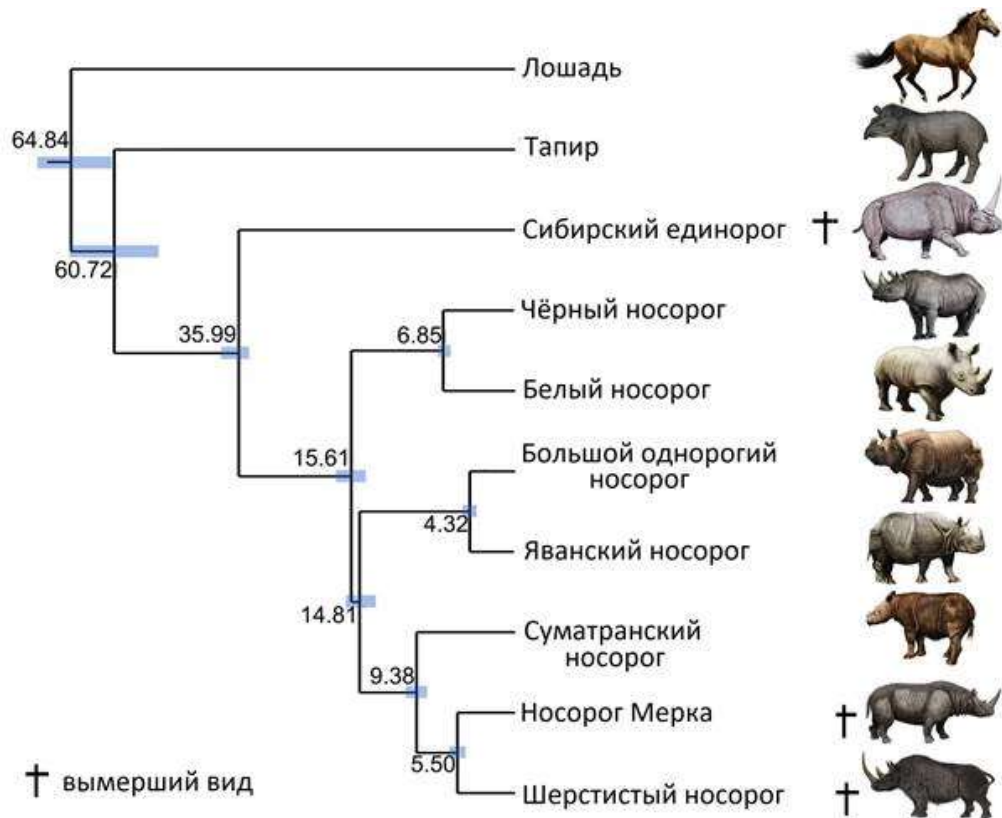 Лошадь
64.84
Тапир
60.72
Сибирский единорог †
35.99
Чёрный носорог
6.85
Белый носорог
15.61
Большой однорогий
носорог
4.32
Яванский носорог
14.81
Суматранский
носорог
9.38
Носорог Мерка †
5.50
† вымерший вид
Шерстистый носорог †